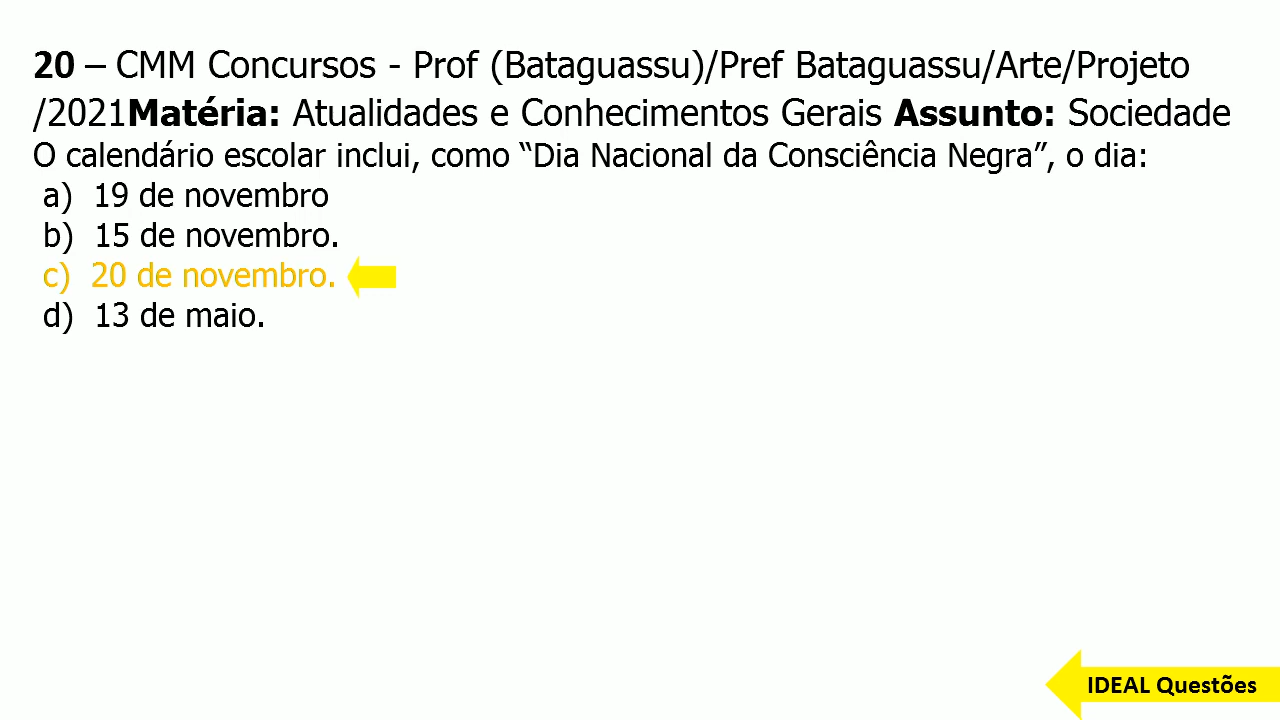 20 – CMM Concursos - Prof (Bataguassu)/Pref Bataguassu/Arte/Projeto
/2021Matéria: Atualidades e Conhecimentos Gerais Assunto: Sociedade
O calendário escolar inclui, como “Dia Nacional da Consciência Negra”, o dia:
a) 19 de novembro
b) 15 de novembro.
c) 20 de novembro.
d) 13 de maio.
IDEAL Questões